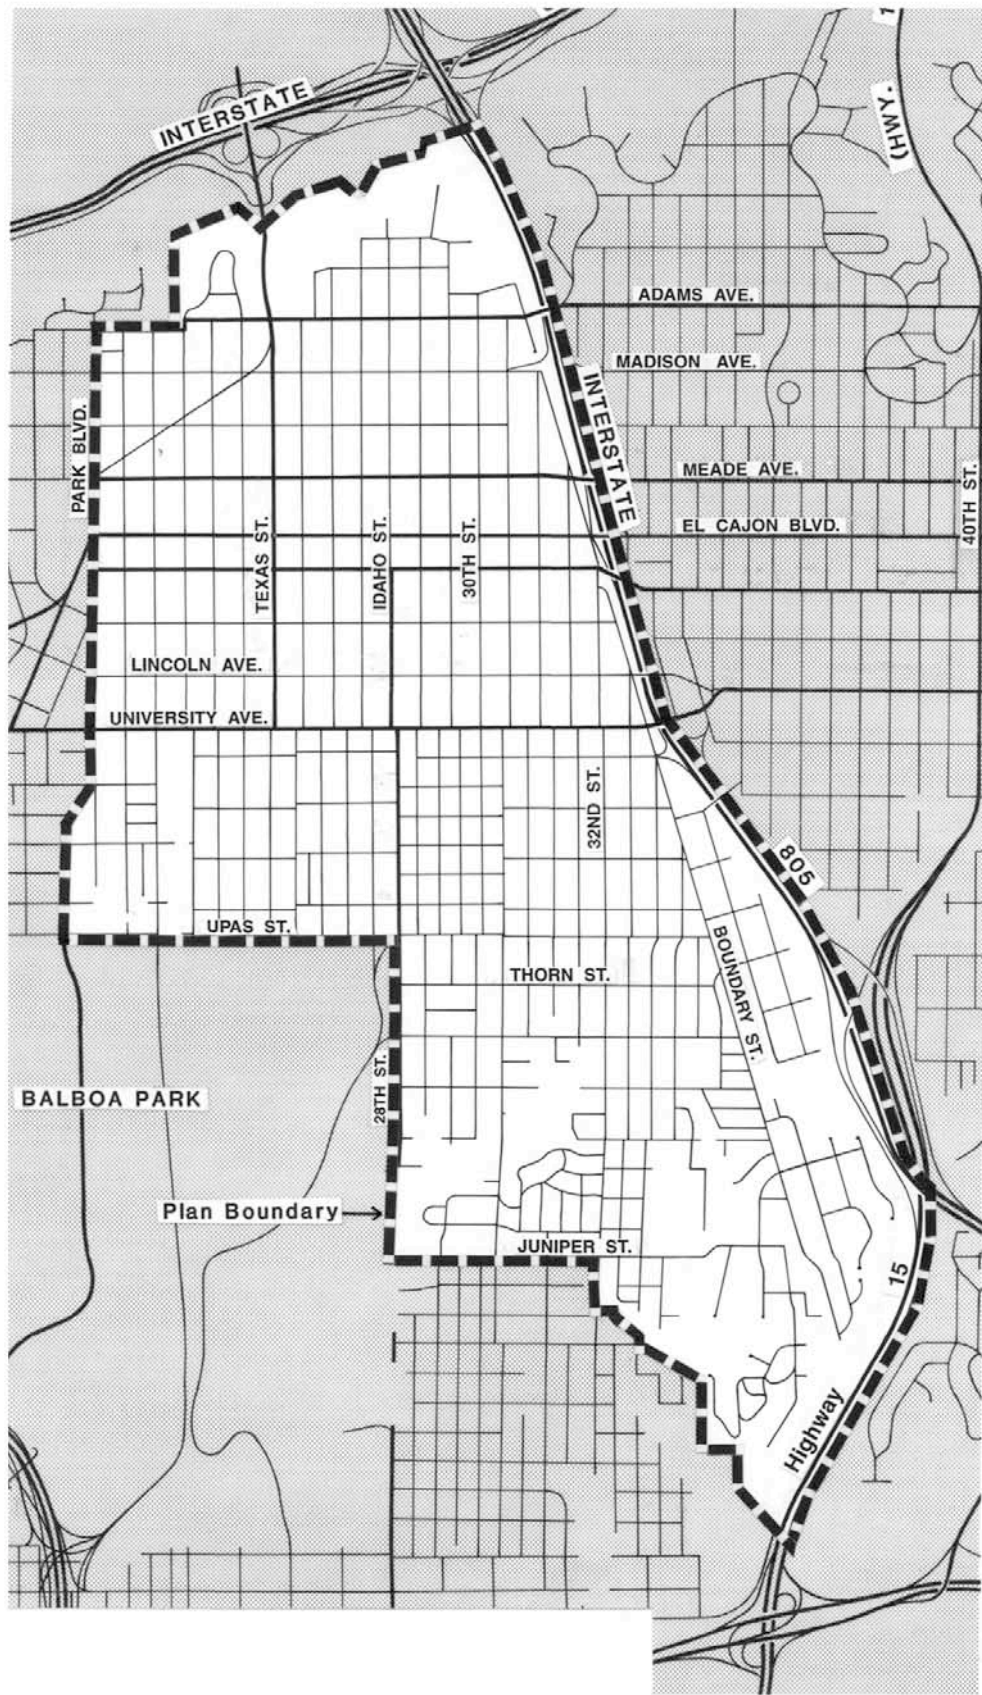 1
INTERSTATE
(HWY.
ADAMS AVE.
MADISON AVE.
INTERSTATE
PARK BLVD.
MEADE AVE.
40TH ST.
EL CAJON BLVD.
TEXAS ST.
IDAHO ST.
30TH ST.
LINCOLN AVE.
UNIVERSITY AVE.
32ND ST.
805
UPAS ST.
BOUNDARY ST.
THORN ST.
28TH ST.
BALBOA PARK
Plan Boundary
JUNIPER ST.
15
Highway